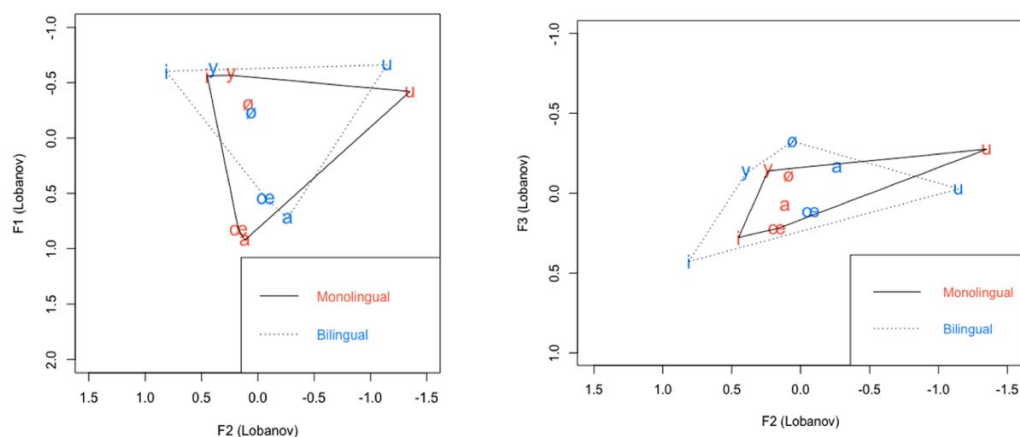 -1.0
-0.5
0.0
0.5
1.0
1.5
2.0
F1 (Lobanov)
i y i y u u
ø ø
œ œ a a
Monolingual
Bilingual
1.5 1.0 0.5 0.0 -0.5 -1.0 -1.5
F2 (Lobanov)
-1.0
-0.5
0.0
0.5
1.0
F3 (Lobanov)
ø
y y ø a u
a œ u
i œ
i
Monolingual
Bilingual
1.5 1.0 0.5 0.0 -0.5 -1.0 -1.5
F2 (Lobanov)